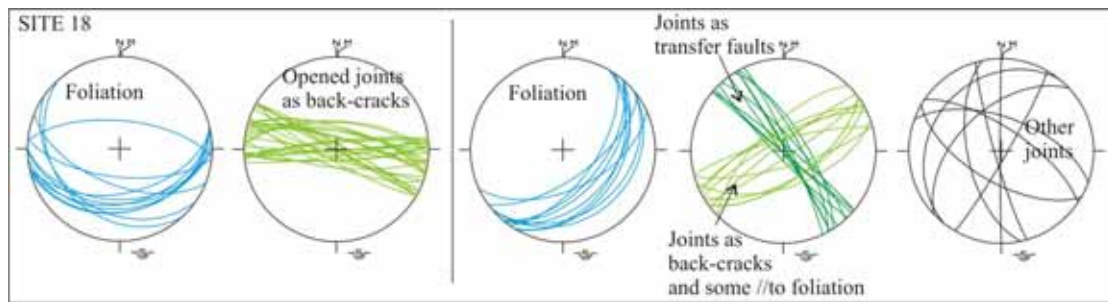 SITE 18
Foliation
Opened joints
as back-cracks
Foliation
Joints as
transfer faults
Joints as
back-cracks
and some //to foliation
Other
joints